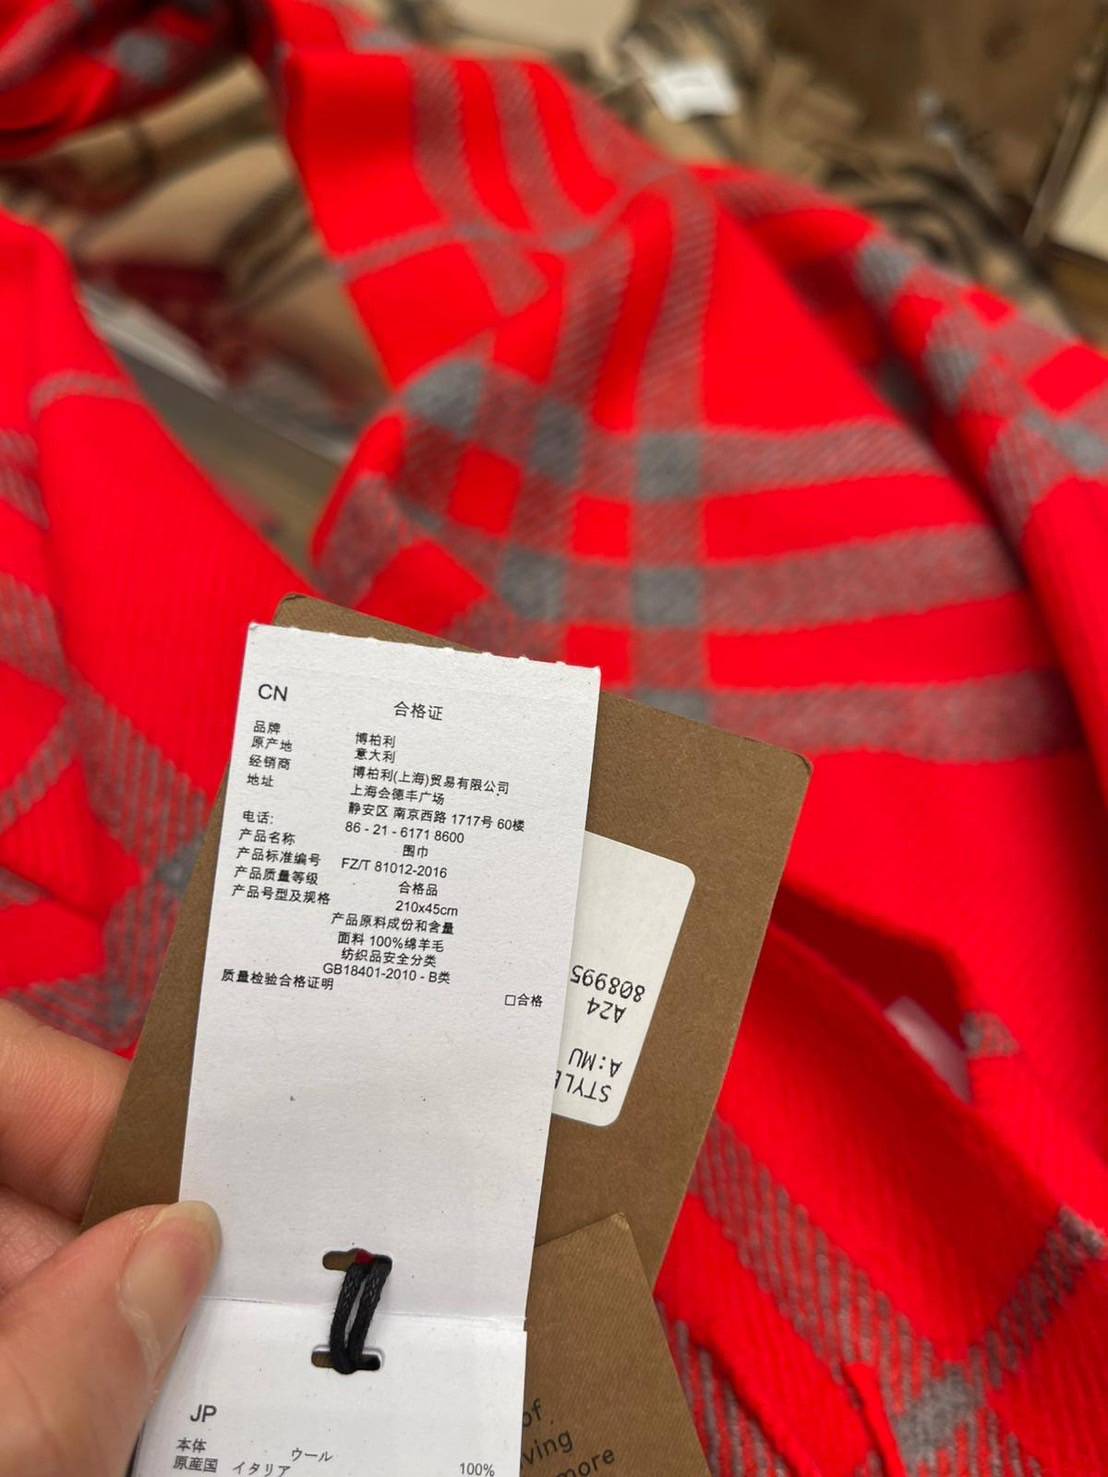 CN
合格证
品牌 博柏利
原产地 意大利
经销商 博柏利(上海)贸易有限公司
地址 上海会德丰广场
静安区 南京西路 1717号 60楼
电话: 86 - 21 - 6171 8600
产品名称 围巾
产品标准编号 FZ/T 81012-2016
产品质量等级 合格品
产品号型及规格 210x45cm
产品原料成份和含量
面料 100%绵羊毛
纺织品安全分类
GB18401-2010 - B类
质量检验合格证明
□合格
STYLE
A:MU
A24
808995
JP
本体 ウール 100%
原産国 イタリア
of
ving
more